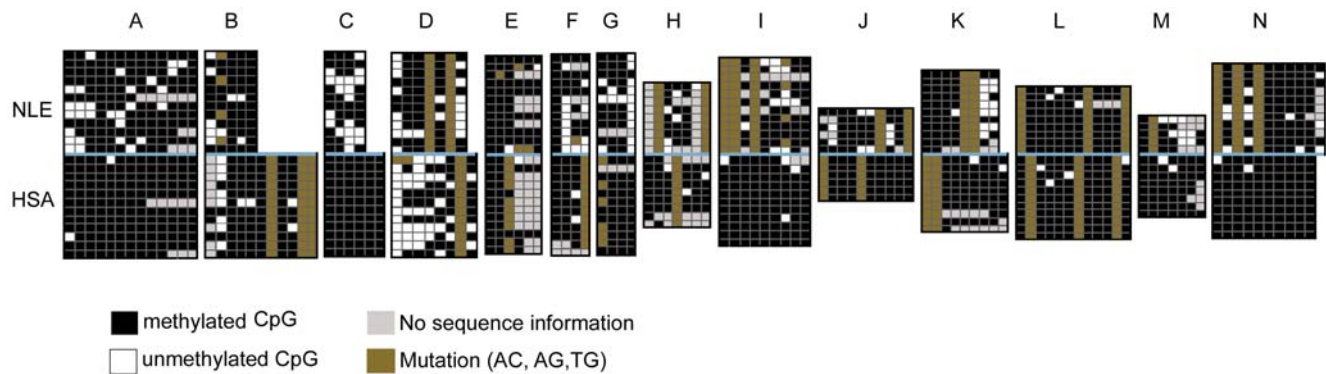 A B C D E F G H I J K L M N
NLE
HSA
methylated CpG No sequence information
unmethylated CpG Mutation (AC, AG,TG)